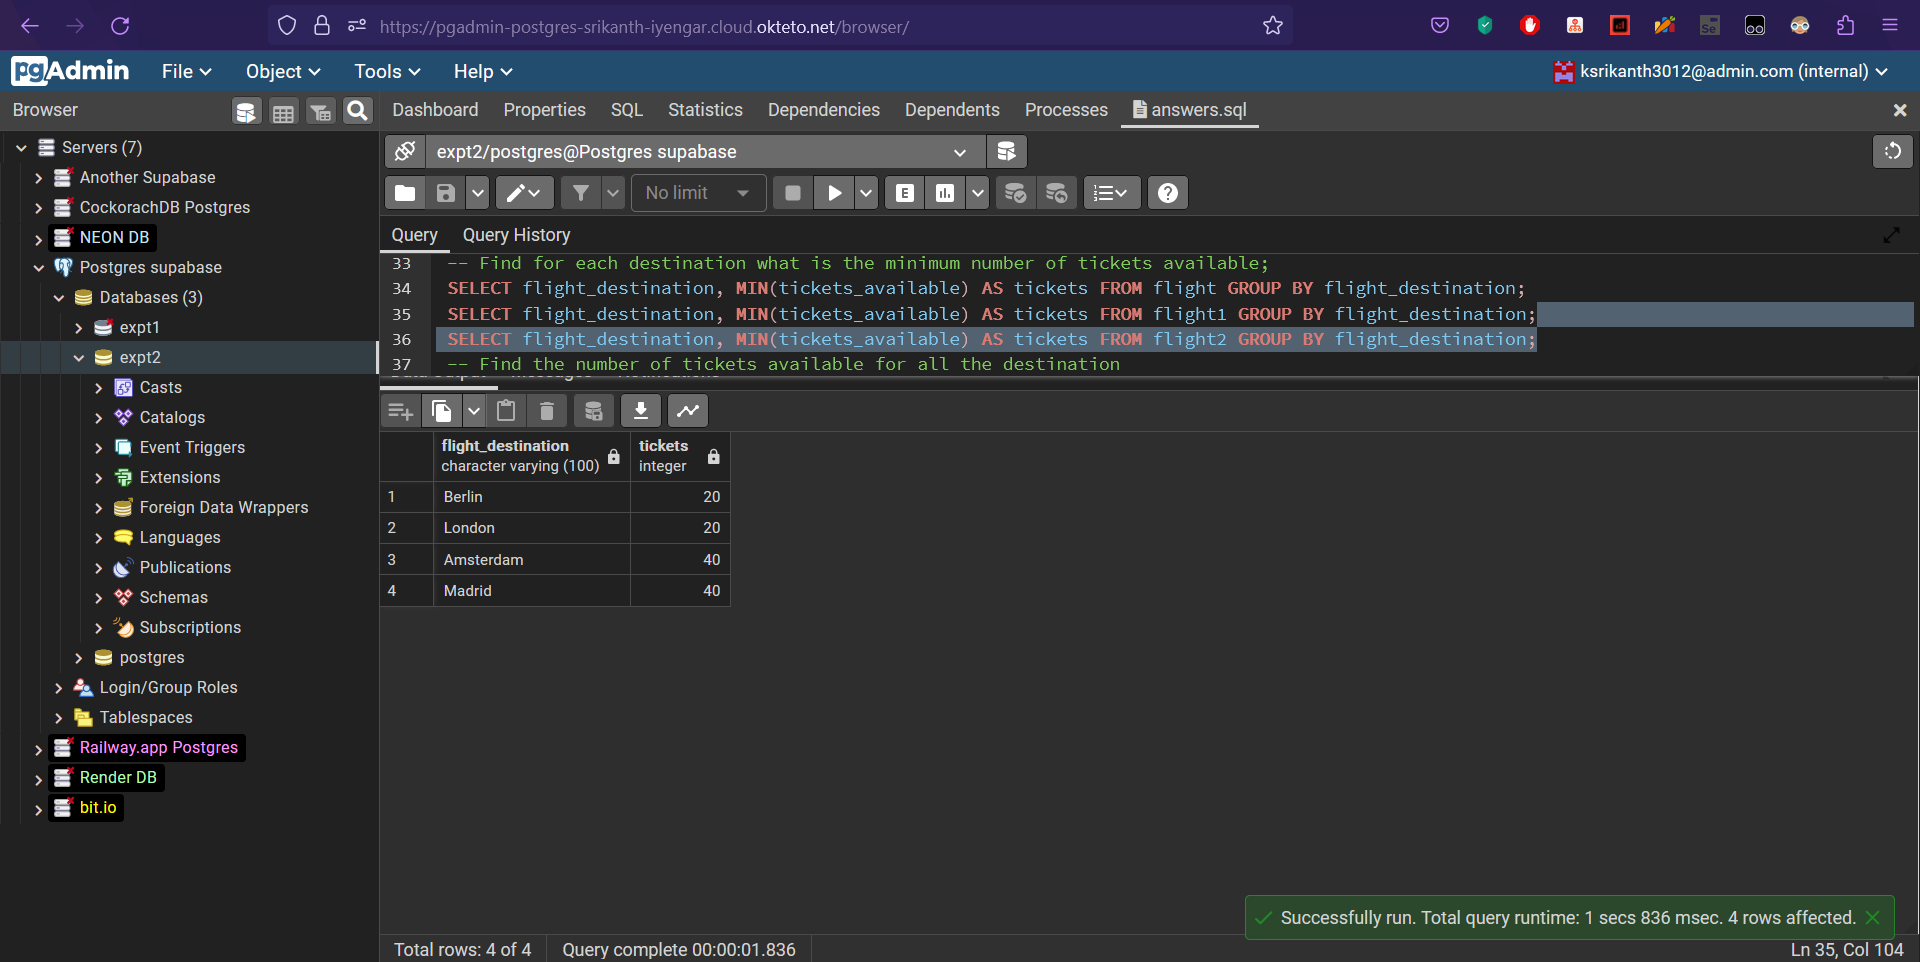 https://pgadmin-postgres-srikanth-iyengar.cloud.okteto.net/browser/
pgAdmin
File
Object
Tools
Help
ksrikanth3012@admin.com (internal)
Browser
Dashboard
Properties
SQL
Statistics
Dependencies
Dependents
Processes
answers.sql
Servers (7)
Another Supabase
CockorachDB Postgres
NEON DB
Postgres supabase
Databases (3)
expt1
expt2
Casts
Catalogs
Event Triggers
Extensions
Foreign Data Wrappers
Languages
Publications
Schemas
Subscriptions
postgres
Login/Group Roles
Tablespaces
Railway.app Postgres
Render DB
bit.io
expt2/postgres@Postgres supabase
No limit
E
Query
Query History
33 -- Find for each destination what is the minimum number of tickets available;
34 SELECT flight_destination, MIN(tickets_available) AS tickets FROM flight GROUP BY flight_destination;
35 SELECT flight_destination, MIN(tickets_available) AS tickets FROM flight1 GROUP BY flight_destination;
36 SELECT flight_destination, MIN(tickets_available) AS tickets FROM flight2 GROUP BY flight_destination;
37 -- Find the number of tickets available for all the destination
flight_destination
character varying (100)
tickets
integer
1 Berlin 20
2 London 20
3 Amsterdam 40
4 Madrid 40
Successfully run. Total query runtime: 1 secs 836 msec. 4 rows affected.
Total rows: 4 of 4
Query complete 00:00:01.836
Ln 35, Col 104